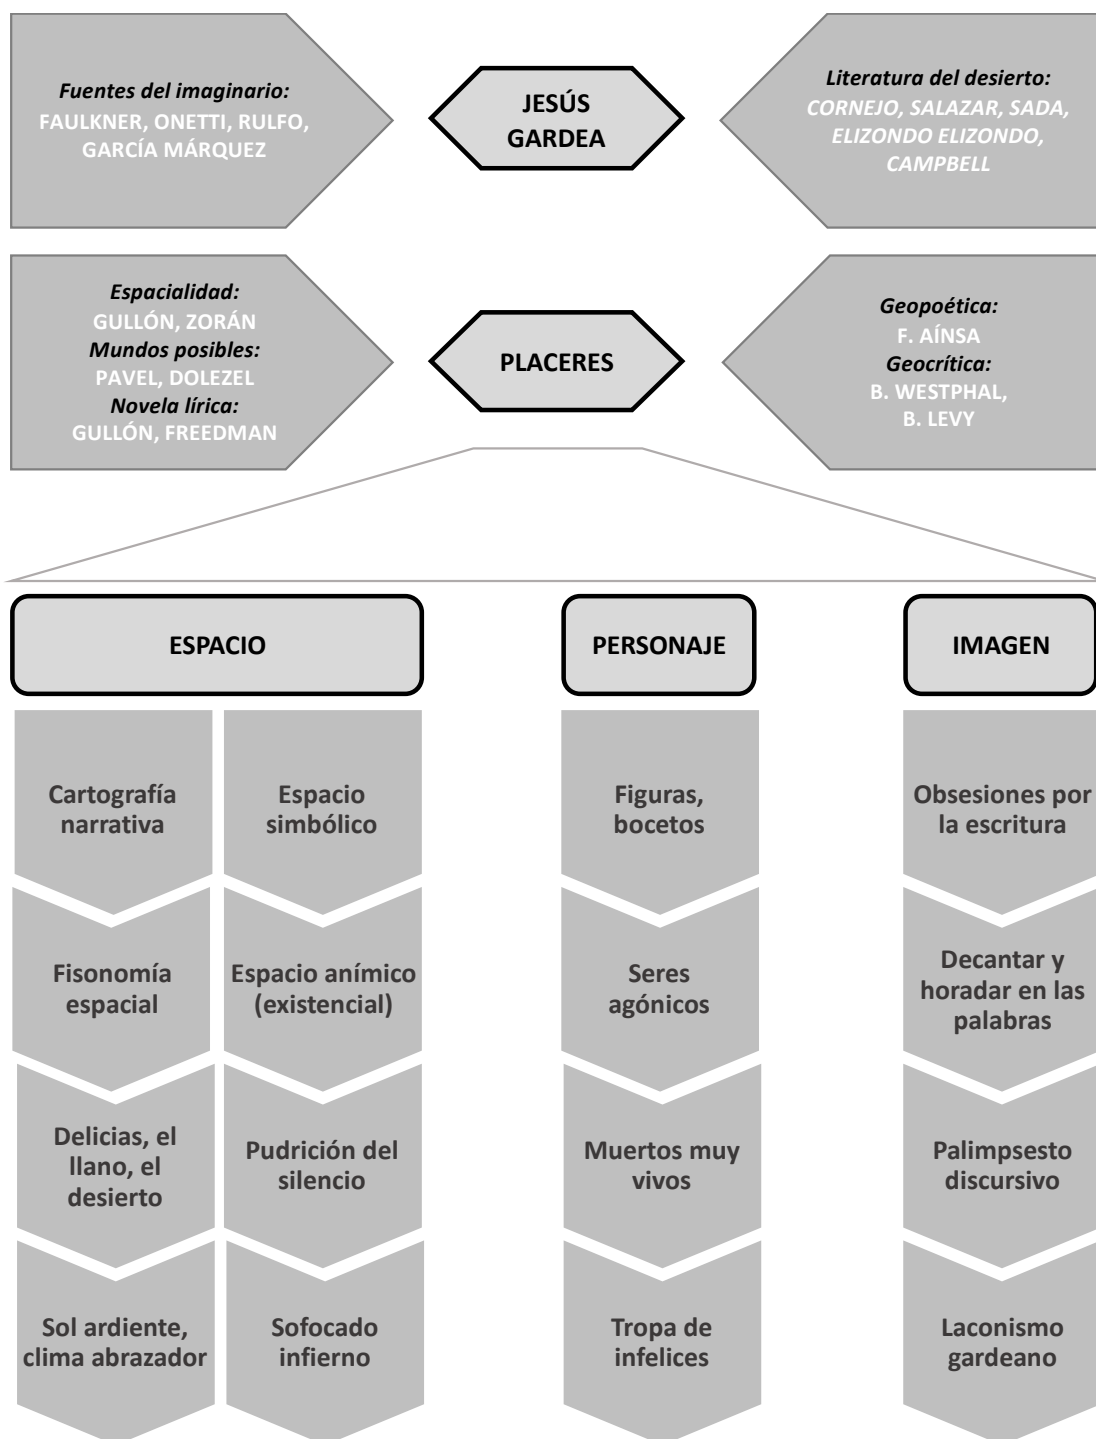 Fuentes del imaginario:
FAULKNER, ONETTI, RULFO,
GARCÍA MÁRQUEZ
JESÚS
GARDEA
Literatura del desierto:
CORNEJO, SALAZAR, SADA,
ELIZONDO ELIZONDO,
CAMPBELL
Espacialidad:
GULLÓN, ZORÁN
Mundos posibles:
PAVEL, DOLEZEL
Novela lírica:
GULLÓN, FREEDMAN
PLACERES
Geopoética:
F. AÍNSA
Geocrítica:
B. WESTPHAL,
B. LEVY
ESPACIO
Cartografía
narrativa
Fisonomía
espacial
Delicias, el
llano, el
desierto
Sol ardiente,
clima abrazador
Espacio
simbólico
Espacio anímico
(existencial)
Pudrición del
silencio
Sofocado
infierno
PERSONAJE
Figuras,
bocetos
Seres
agónicos
Muertos muy
vivos
Tropa de
infelices
IMAGEN
Obsesiones por
la escritura
Decantar y
horadar en las
palabras
Palimpsesto
discursivo
Laconismo
gardeano